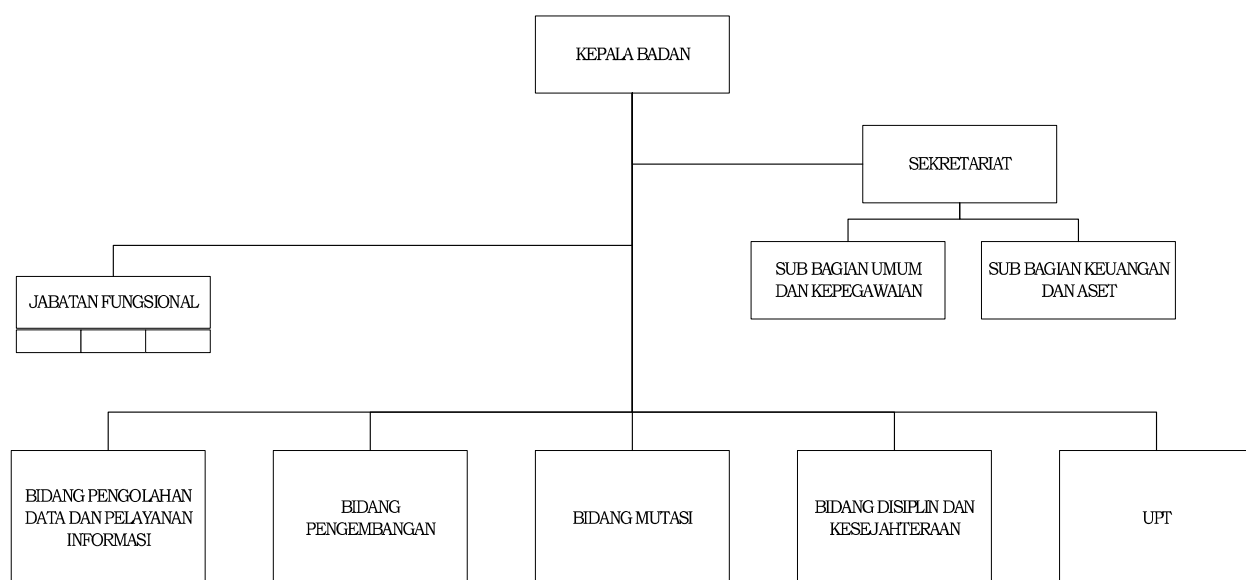 KEPALA BADAN
SEKRETARIAT
SUB BAGIAN UMUM
DAN KEPEGAWAIAN
SUB BAGIAN KEUANGAN
DAN ASET
JABATAN FUNGSIONAL
BIDANG PENGOLAHAN
DATA DAN PELAYANAN
INFORMASI
BIDANG
PENGEMBANGAN
BIDANG MUTASI
BIDANG DISIPLIN DAN
KESEJAHTERAAN
UPT